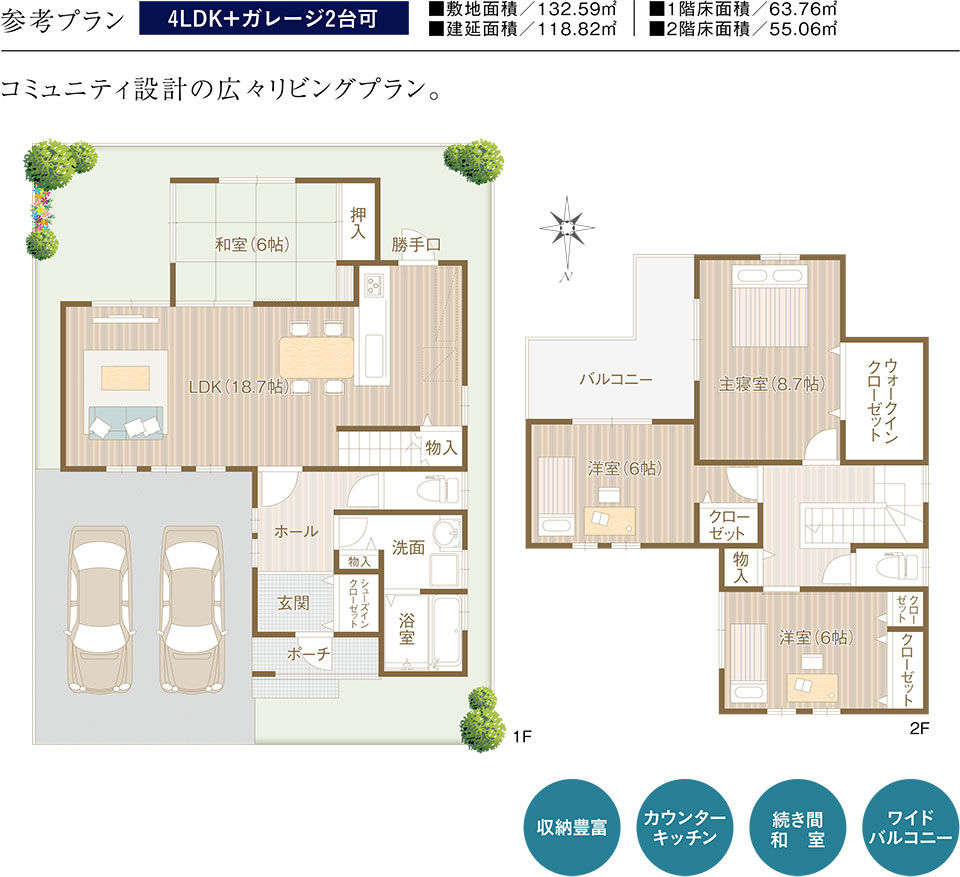 参考プラン
4LDK+ガレージ2台可
■敷地面積／132.59㎡
■建延面積／118.82㎡
■1階床面積／63.76㎡
■2階床面積／55.06㎡
コミュニティ設計の広々リビングプラン。
和室（6帖）
押入
勝手口
LDK（18.7帖）
物入
ホール
洗面
物入
玄関
シューズイン
クローゼット
浴室
ポーチ
1F
N
バルコニー
主寝室（8.7帖）
ウォークイン
クローゼット
洋室（6帖）
クロー
ゼット
物入
洋室（6帖）
クロー
ゼット
クローゼット
2F
収納豊富
カウンター
キッチン
続き間
和　室
ワイド
バルコニー